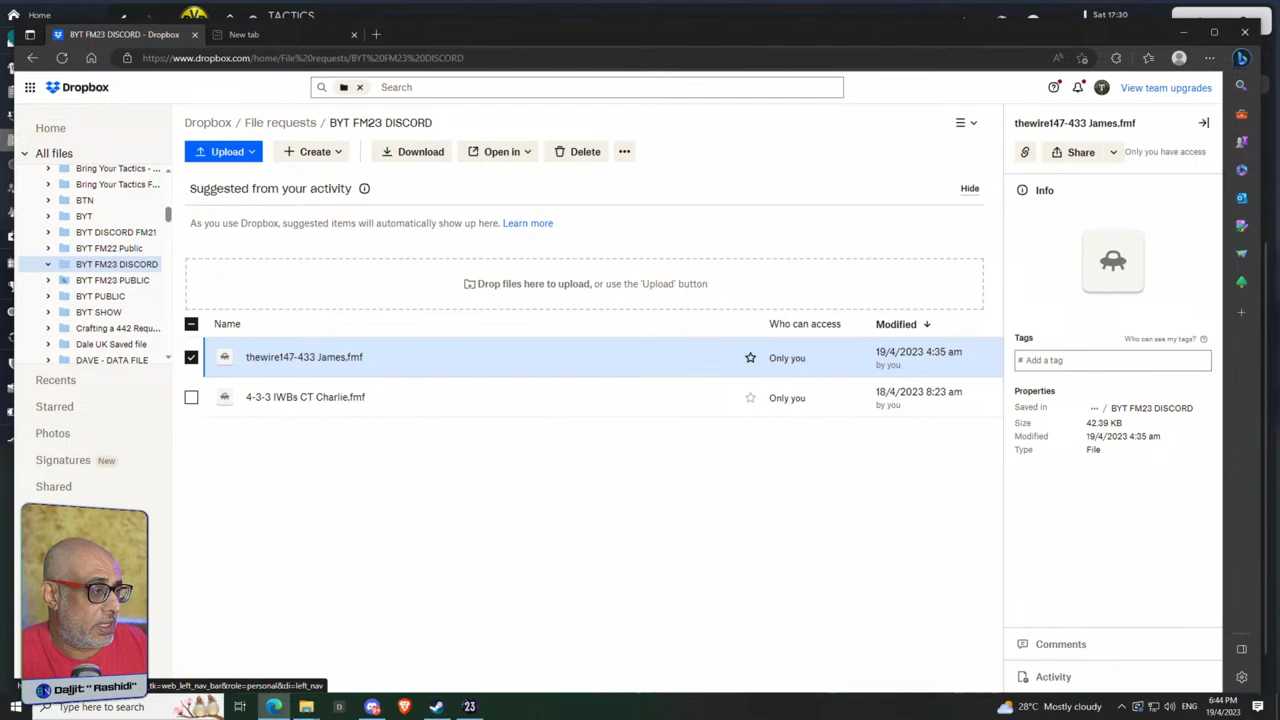 Home
TACTICS
Sat 17:30
BYT FM23 DISCORD - Dropbox
New tab
https://www.dropbox.com/home/File%20requests/BYT%20FM23%20DISCORD
Dropbox
Search
View team upgrades
Home
All files
Bring Your Tactics - ...
Bring Your Tactics F...
BTN
BYT
BYT DISCORD FM21
BYT FM22 Public
BYT FM23 DISCORD
BYT FM23 PUBLIC
BYT PUBLIC
BYT SHOW
Crafting a 442 Requ...
Dale UK Saved file
DAVE - DATA FILE
Recents
Starred
Photos
Signatures New
Shared
Dropbox / File requests / BYT FM23 DISCORD
Upload
Create
Download
Open in
Delete
Suggested from your activity
Hide
As you use Dropbox, suggested items will automatically show up here. Learn more
Drop files here to upload, or use the 'Upload' button
Name
Who can access
Modified
thewire147-433 James.fmf
Only you
19/4/2023 4:35 am
by you
4-3-3 IWBs CT Charlie.fmf
Only you
18/4/2023 8:23 am
by you
thewire147-433 James.fmf
Share
Only you have access
Info
Tags
Who can see my tags?
# Add a tag
Properties
Saved in
... / BYT FM23 DISCORD
Size
42.39 KB
Modified
19/4/2023 4:35 am
Type
File
Comments
Activity
Daljit "Rashidi"
tk=web_left_nav_bar&role=personal&di=left_nav
Type here to search
23
28°C Mostly cloudy
6:44 PM
19/4/2023